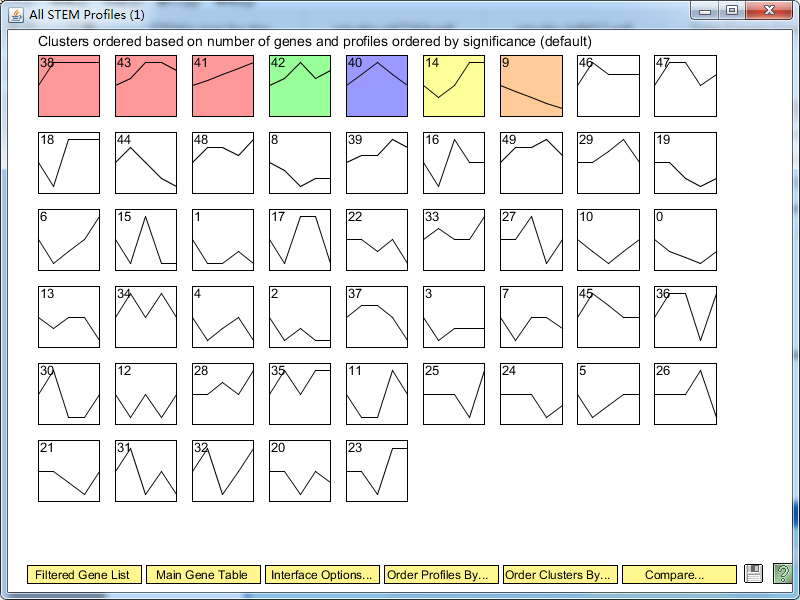 All STEM Profiles (1)
Clusters ordered based on number of genes and profiles ordered by significance (default)
38 43 41 42 40 14 9 46 47
18 44 48 8 39 16 49 29 19
6 15 1 17 22 33 27 10 0
13 34 4 2 37 3 7 45 36
30 12 28 35 11 25 24 5 26
21 31 32 20 23
Filtered Gene List Main Gene Table Interface Options... Order Profiles By... Order Clusters By... Compare... ?